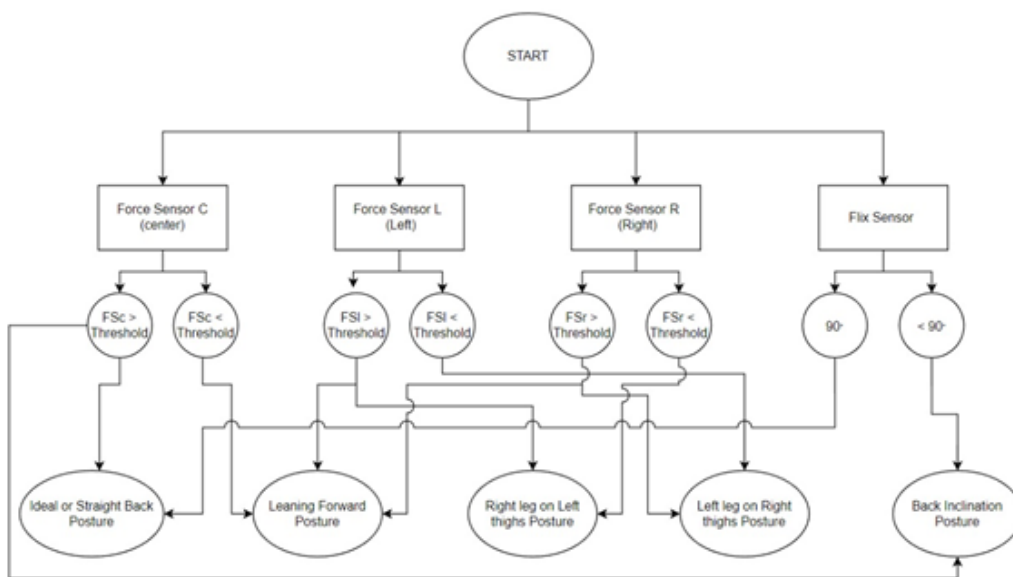 START
Force Sensor C
(center)
Force Sensor L
(Left)
Force Sensor R
(Right)
Flix Sensor
FSc >
Threshold
FSc <
Threshold
FSl >
Threshold
FSl <
Threshold
FSr >
Threshold
FSr <
Threshold
90◦
< 90◦
Ideal or Straight Back
Posture
Leaning Forward
Posture
Right leg on Left
thighs Posture
Left leg on Right
thighs Posture
Back Inclination
Posture